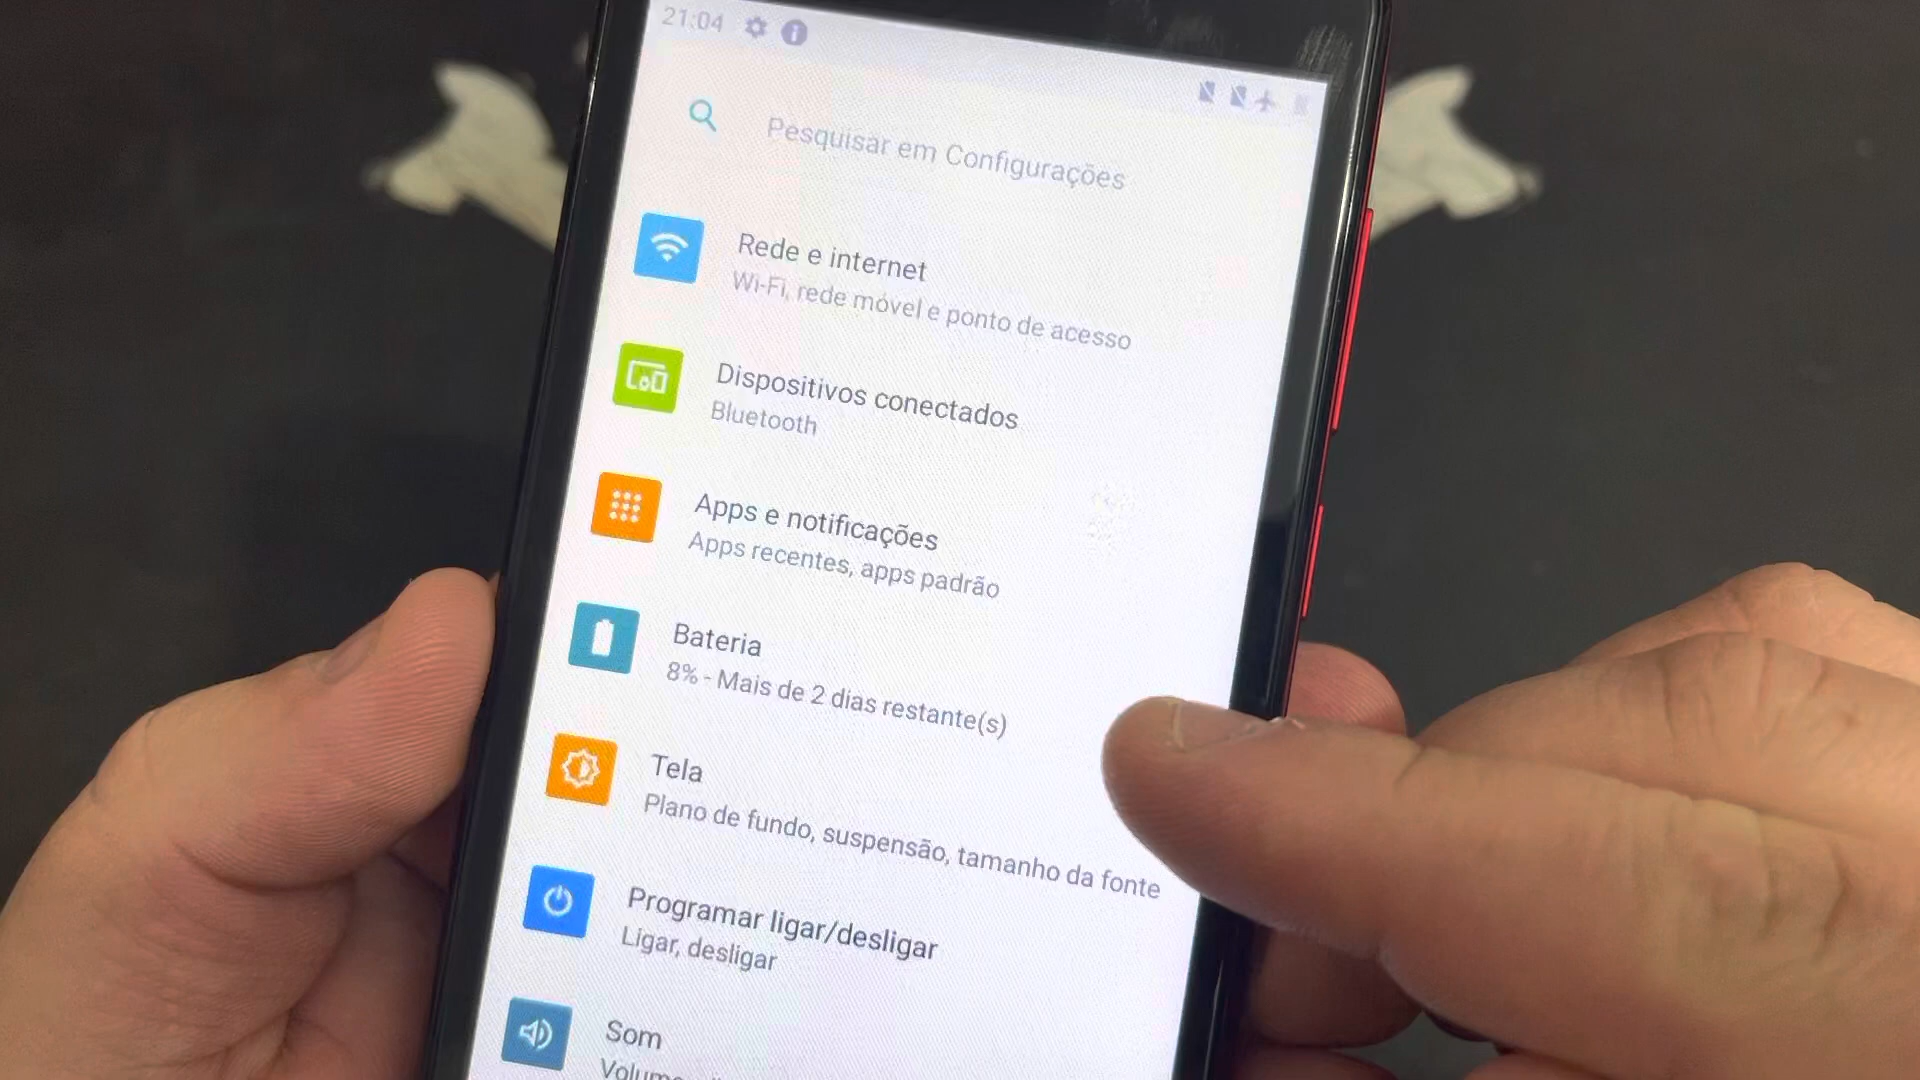 21:04
Pesquisar em Configurações
Rede e internet
Wi-Fi, rede móvel e ponto de acesso
Dispositivos conectados
Bluetooth
Apps e notificações
Apps recentes, apps padrão
Bateria
8% - Mais de 2 dias restante(s)
Tela
Plano de fundo, suspensão, tamanho da fonte
Programar ligar/desligar
Ligar, desligar
Som